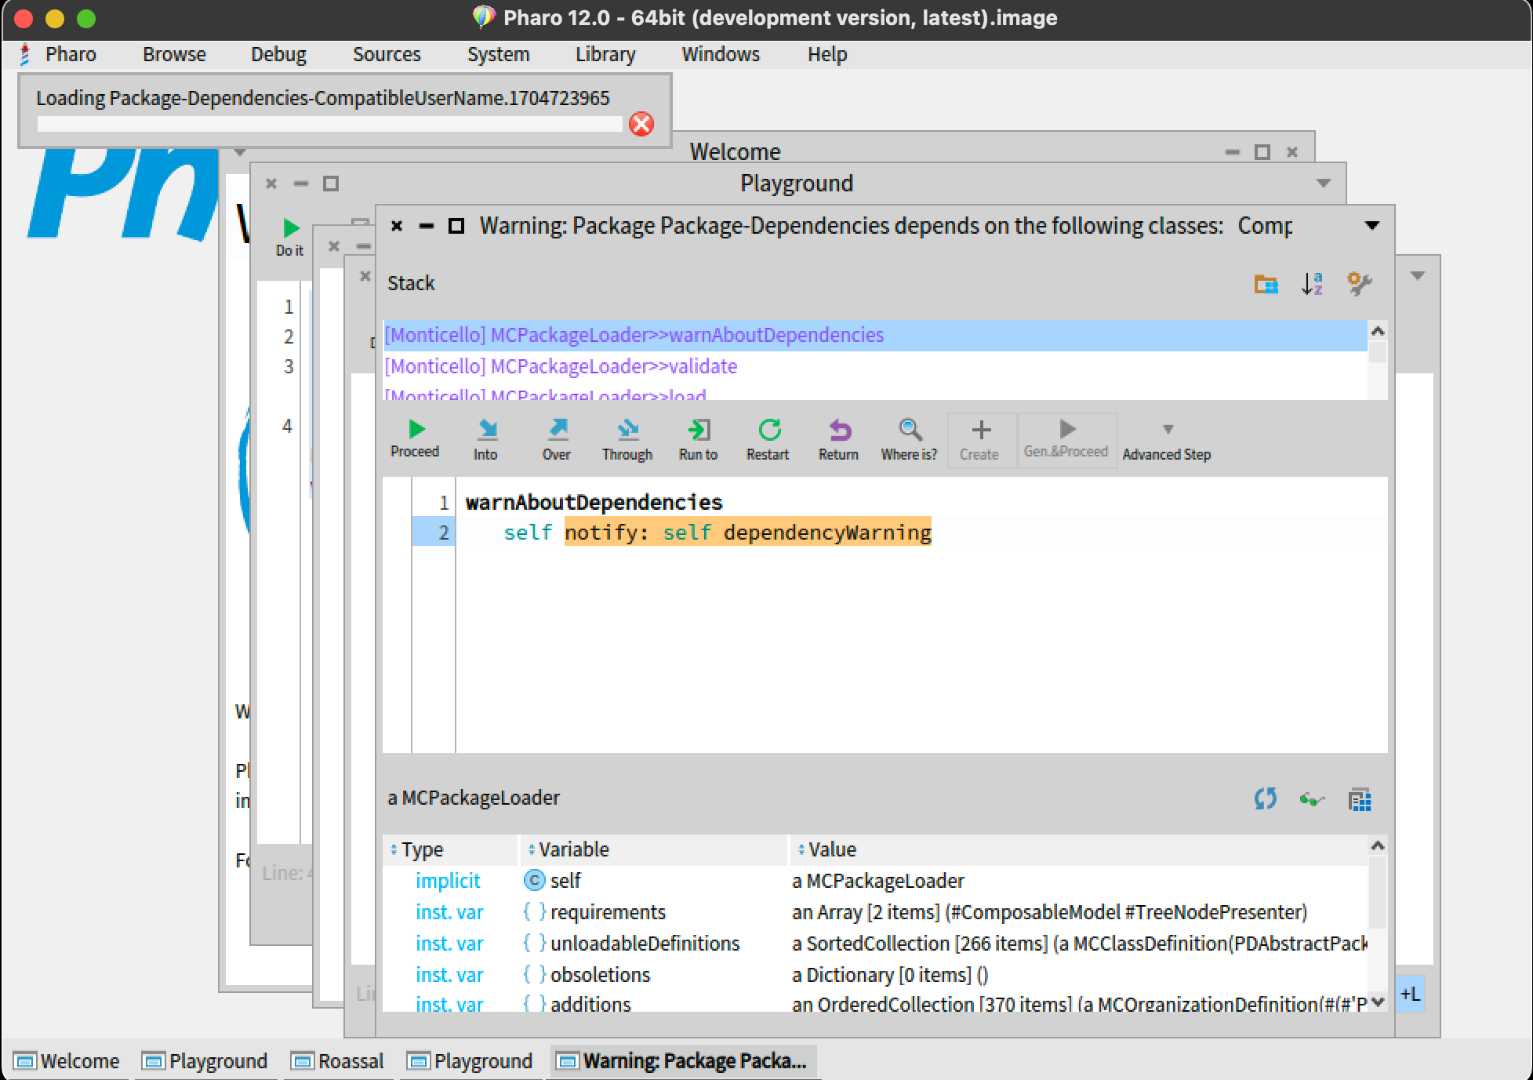 Pharo 12.0 - 64bit (development version, latest).image
Pharo Browse Debug Sources System Library Windows Help
Loading Package-Dependencies-CompatibleUserName.1704723965
Welcome
Playground
Do it
Warning: Package Package-Dependencies depends on the following classes: Comp
Stack
[Monticello] MCPackageLoader>>warnAboutDependencies
[Monticello] MCPackageLoader>>validate
[Monticello] MCPackageLoader>>load
Proceed Into Over Through Run to Restart Return Where is? Create Gen.&Proceed Advanced Step
1
2
3
4
1 warnAboutDependencies
2 self notify: self dependencyWarning
a MCPackageLoader
Type Variable Value
implicit self a MCPackageLoader
inst. var { } requirements an Array [2 items] (#ComposableModel #TreeNodePresenter)
inst. var { } unloadableDefinitions a SortedCollection [266 items] (a MCClassDefinition(PDAbstractPack
inst. var { } obsoletions a Dictionary [0 items] ()
inst. var { } additions an OrderedCollection [370 items] (a MCOrganizationDefinition(#(#'P
Line:
+L
Welcome Playground Roassal Playground Warning: Package Packa...